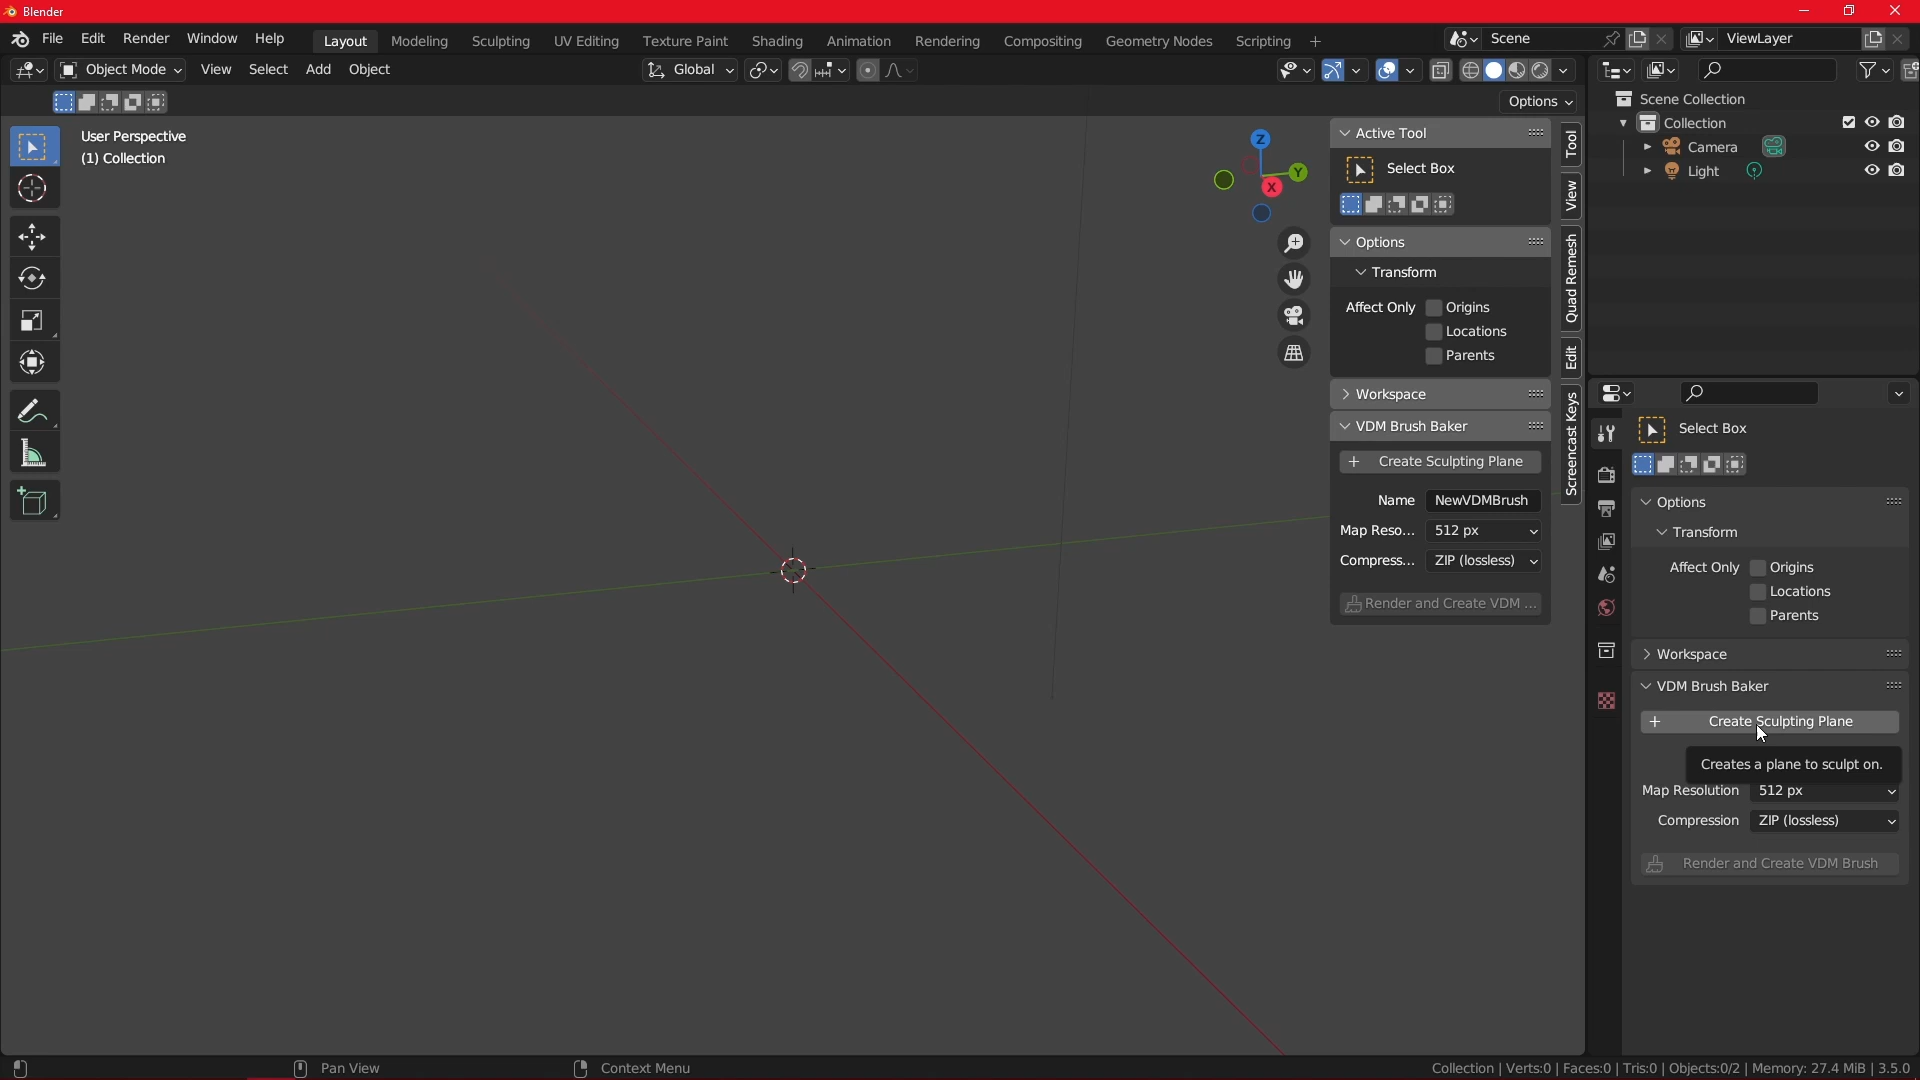 Blender
File Edit Render Window Help Layout Modeling Sculpting UV Editing Texture Paint Shading Animation Rendering Compositing Geometry Nodes Scripting + Scene ViewLayer
Object Mode View Select Add Object Global
Options
User Perspective
(1) Collection
Z
Y
X
Active Tool
Select Box
Options
Transform
Affect Only Origins
Locations
Parents
Workspace
VDM Brush Baker
+ Create Sculpting Plane
Name NewVDMBrush
Map Reso... 512 px
Compress... ZIP (lossless)
Render and Create VDM ...
Tool
View
Quad Remesh
Edit
Screencast Keys
Scene Collection
Collection
Camera
Light
Select Box
Options
Transform
Affect Only Origins
Locations
Parents
Workspace
VDM Brush Baker
+ Create Sculpting Plane
Creates a plane to sculpt on.
Map Resolution 512 px
Compression ZIP (lossless)
Render and Create VDM Brush
Pan View Context Menu Collection | Verts:0 | Faces:0 | Tris:0 | Objects:0/2 | Memory: 27.4 MiB | 3.5.0